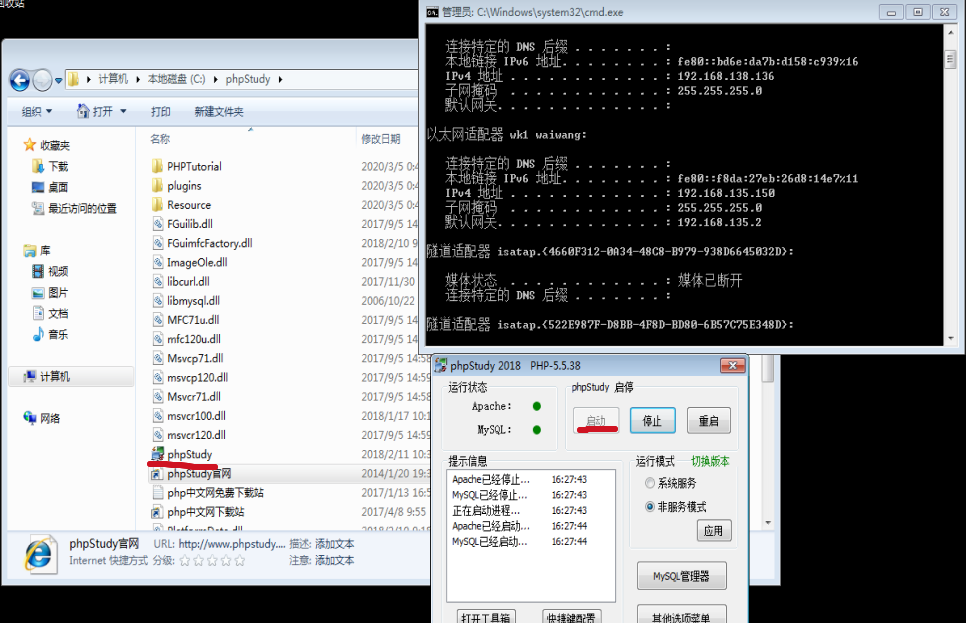 回收站
管理员: C:\Windows\system32\cmd.exe
连接特定的 DNS 后缀 . . . . . . . :
本地链接 IPv6 地址. . . . . . . . : fe80::bd6e:da7b:d158:c939%16
IPv4 地址 . . . . . . . . . . . . : 192.168.138.136
子网掩码 . . . . . . . . . . . . : 255.255.255.0
默认网关. . . . . . . . . . . . . :
以太网适配器 wk1 waiwang:
连接特定的 DNS 后缀 . . . . . . . :
本地链接 IPv6 地址. . . . . . . . : fe80::f8da:27eb:26d8:14e7%11
IPv4 地址 . . . . . . . . . . . . : 192.168.135.150
子网掩码 . . . . . . . . . . . . : 255.255.255.0
默认网关. . . . . . . . . . . . . : 192.168.135.2
隧道适配器 isatap.{4660F312-0A34-48C8-B979-938D6645032D}:
媒体状态 . . . . . . . . . . . . : 媒体已断开
连接特定的 DNS 后缀 . . . . . . . :
隧道适配器 isatap.{522E987F-D8BB-4F8D-BD80-6B57C75E348D}:
计算机 本地磁盘 (C:) phpStudy
组织 打开 打印 新建文件夹
收藏夹
下载
桌面
最近访问的位置
库
视频
图片
文档
音乐
计算机
网络
名称 修改日期
PHPTutorial 2020/3/5 0:4
plugins 2020/3/5 0:4
Resource 2020/3/5 0:4
FGuilib.dll 2017/9/5 14
FGuimfcFactory.dll 2018/2/10 9
ImageOle.dll 2017/9/5 14
libcurl.dll 2017/11/30
libmysql.dll 2006/10/22
MFC71u.dll 2017/9/5 14
mfc120u.dll 2017/9/5 14
Msvcp71.dll 2017/9/5 14:58
msvcp120.dll 2017/9/5 14:59
Msvcr71.dll 2017/9/5 14:58
msvcr100.dll 2018/1/17 10:1
msvcr120.dll 2017/9/5 14:59
phpStudy 2018/2/11 10:3
phpStudy官网 2014/1/20 19:3
php中文网免费下载站 2017/1/13 16:5
php中文网下载站 2017/4/8 9:55
PlatformData.dll
phpStudy官网 URL: http://www.phpstudy.... 描述: 添加文本
Internet 快捷方式 分级: 注意: 添加文本
phpStudy 2018 PHP-5.5.38
运行状态
Apache:
MySQL:
phpStudy 启停
启动 停止 重启
提示信息
Apache已经停止... 16:27:43
MySQL已经停止... 16:27:43
正在启动进程... 16:27:43
Apache已经启动... 16:27:44
MySQL已经启动... 16:27:44
运行模式 切换版本
系统服务
非服务模式
应用
MySQL管理器
打开工具箱 快捷键配置 其他选项菜单